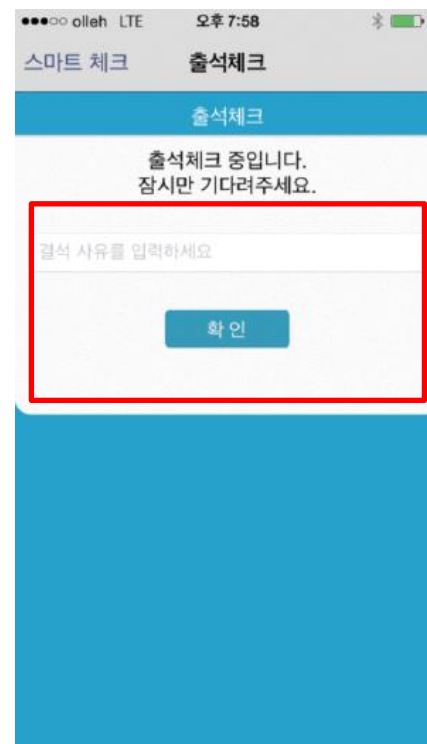 olleh LTE 오후 7:58
스마트 체크 출석체크
출석체크
출석체크 중입니다.
잠시만 기다려주세요.
결석 사유를 입력하세요
확인